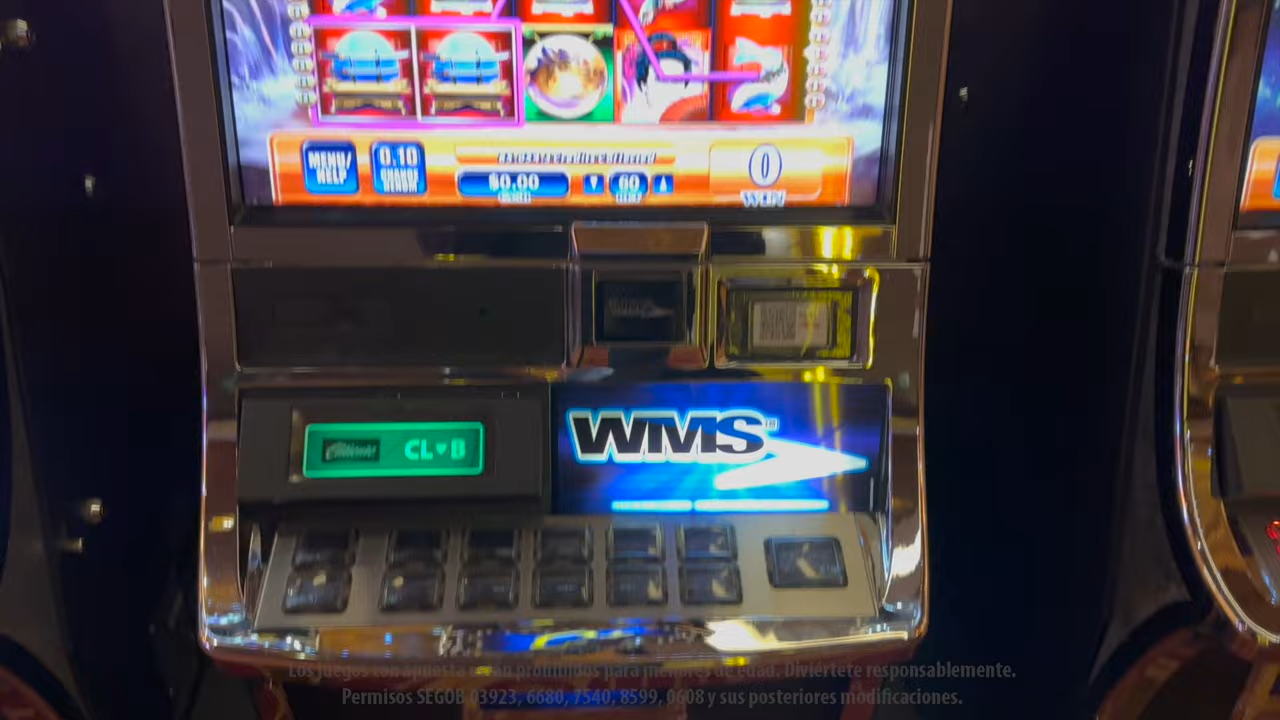 MENU/
HELP
0.10
CHANGE
DENOM
$0.00
60
0
WON
CL♥B
WMS
Los juegos con apuesta están prohibidos para menores de edad. Diviértete responsablemente.
Permisos SEGOB 03923, 6680, 7540, 8599, 0608 y sus posteriores modificaciones.